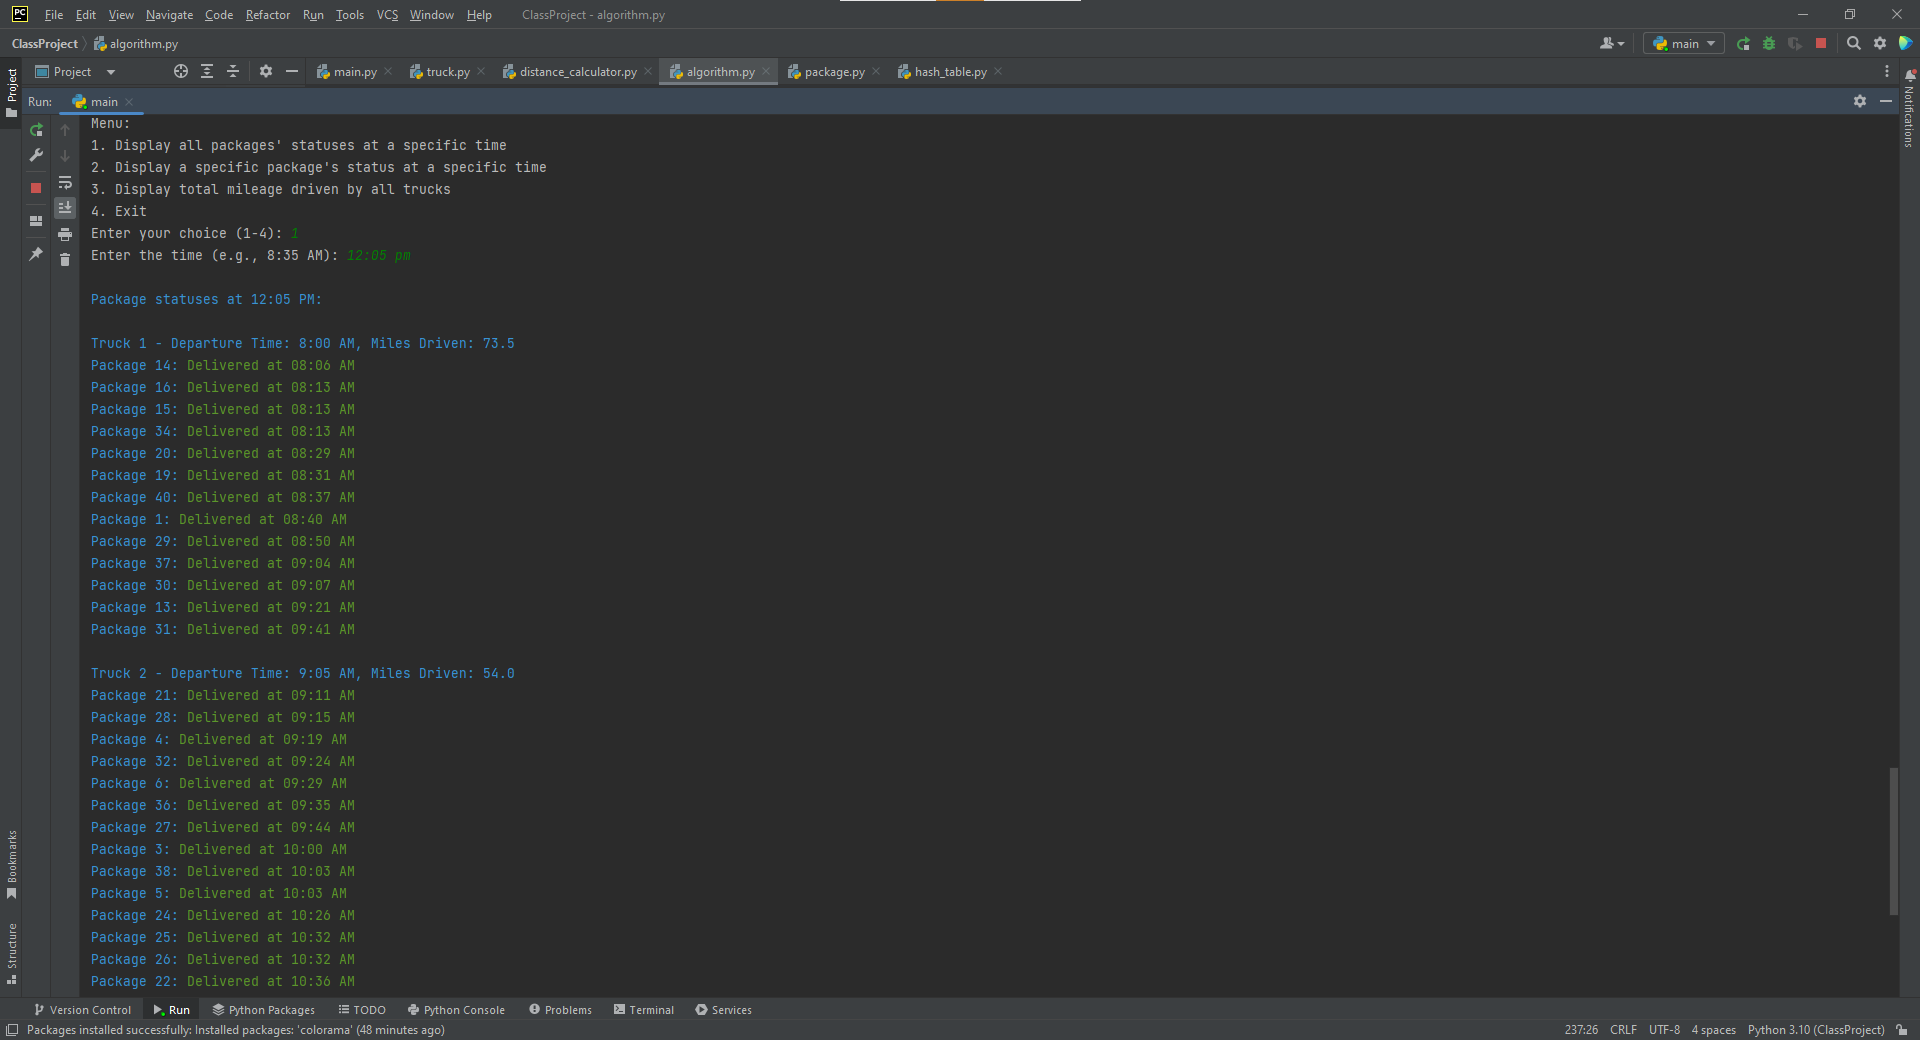 PC File Edit View Navigate Code Refactor Run Tools VCS Window Help ClassProject - algorithm.py
ClassProject algorithm.py main
Project main.py truck.py distance_calculator.py algorithm.py package.py hash_table.py
Run: main
Menu:
1. Display all packages' statuses at a specific time
2. Display a specific package's status at a specific time
3. Display total mileage driven by all trucks
4. Exit
Enter your choice (1-4): 1
Enter the time (e.g., 8:35 AM): 12:05 pm
Package statuses at 12:05 PM:
Truck 1 - Departure Time: 8:00 AM, Miles Driven: 73.5
Package 14: Delivered at 08:06 AM
Package 16: Delivered at 08:13 AM
Package 15: Delivered at 08:13 AM
Package 34: Delivered at 08:13 AM
Package 20: Delivered at 08:29 AM
Package 19: Delivered at 08:31 AM
Package 40: Delivered at 08:37 AM
Package 1: Delivered at 08:40 AM
Package 29: Delivered at 08:50 AM
Package 37: Delivered at 09:04 AM
Package 30: Delivered at 09:07 AM
Package 13: Delivered at 09:21 AM
Package 31: Delivered at 09:41 AM
Truck 2 - Departure Time: 9:05 AM, Miles Driven: 54.0
Package 21: Delivered at 09:11 AM
Package 28: Delivered at 09:15 AM
Package 4: Delivered at 09:19 AM
Package 32: Delivered at 09:24 AM
Package 6: Delivered at 09:29 AM
Package 36: Delivered at 09:35 AM
Package 27: Delivered at 09:44 AM
Package 3: Delivered at 10:00 AM
Package 38: Delivered at 10:03 AM
Package 5: Delivered at 10:03 AM
Package 24: Delivered at 10:26 AM
Package 25: Delivered at 10:32 AM
Package 26: Delivered at 10:32 AM
Package 22: Delivered at 10:36 AM
Project
Bookmarks
Structure
Notifications
Version Control Run Python Packages TODO Python Console Problems Terminal Services
Packages installed successfully: Installed packages: 'colorama' (48 minutes ago) 237:26 CRLF UTF-8 4 spaces Python 3.10 (ClassProject)